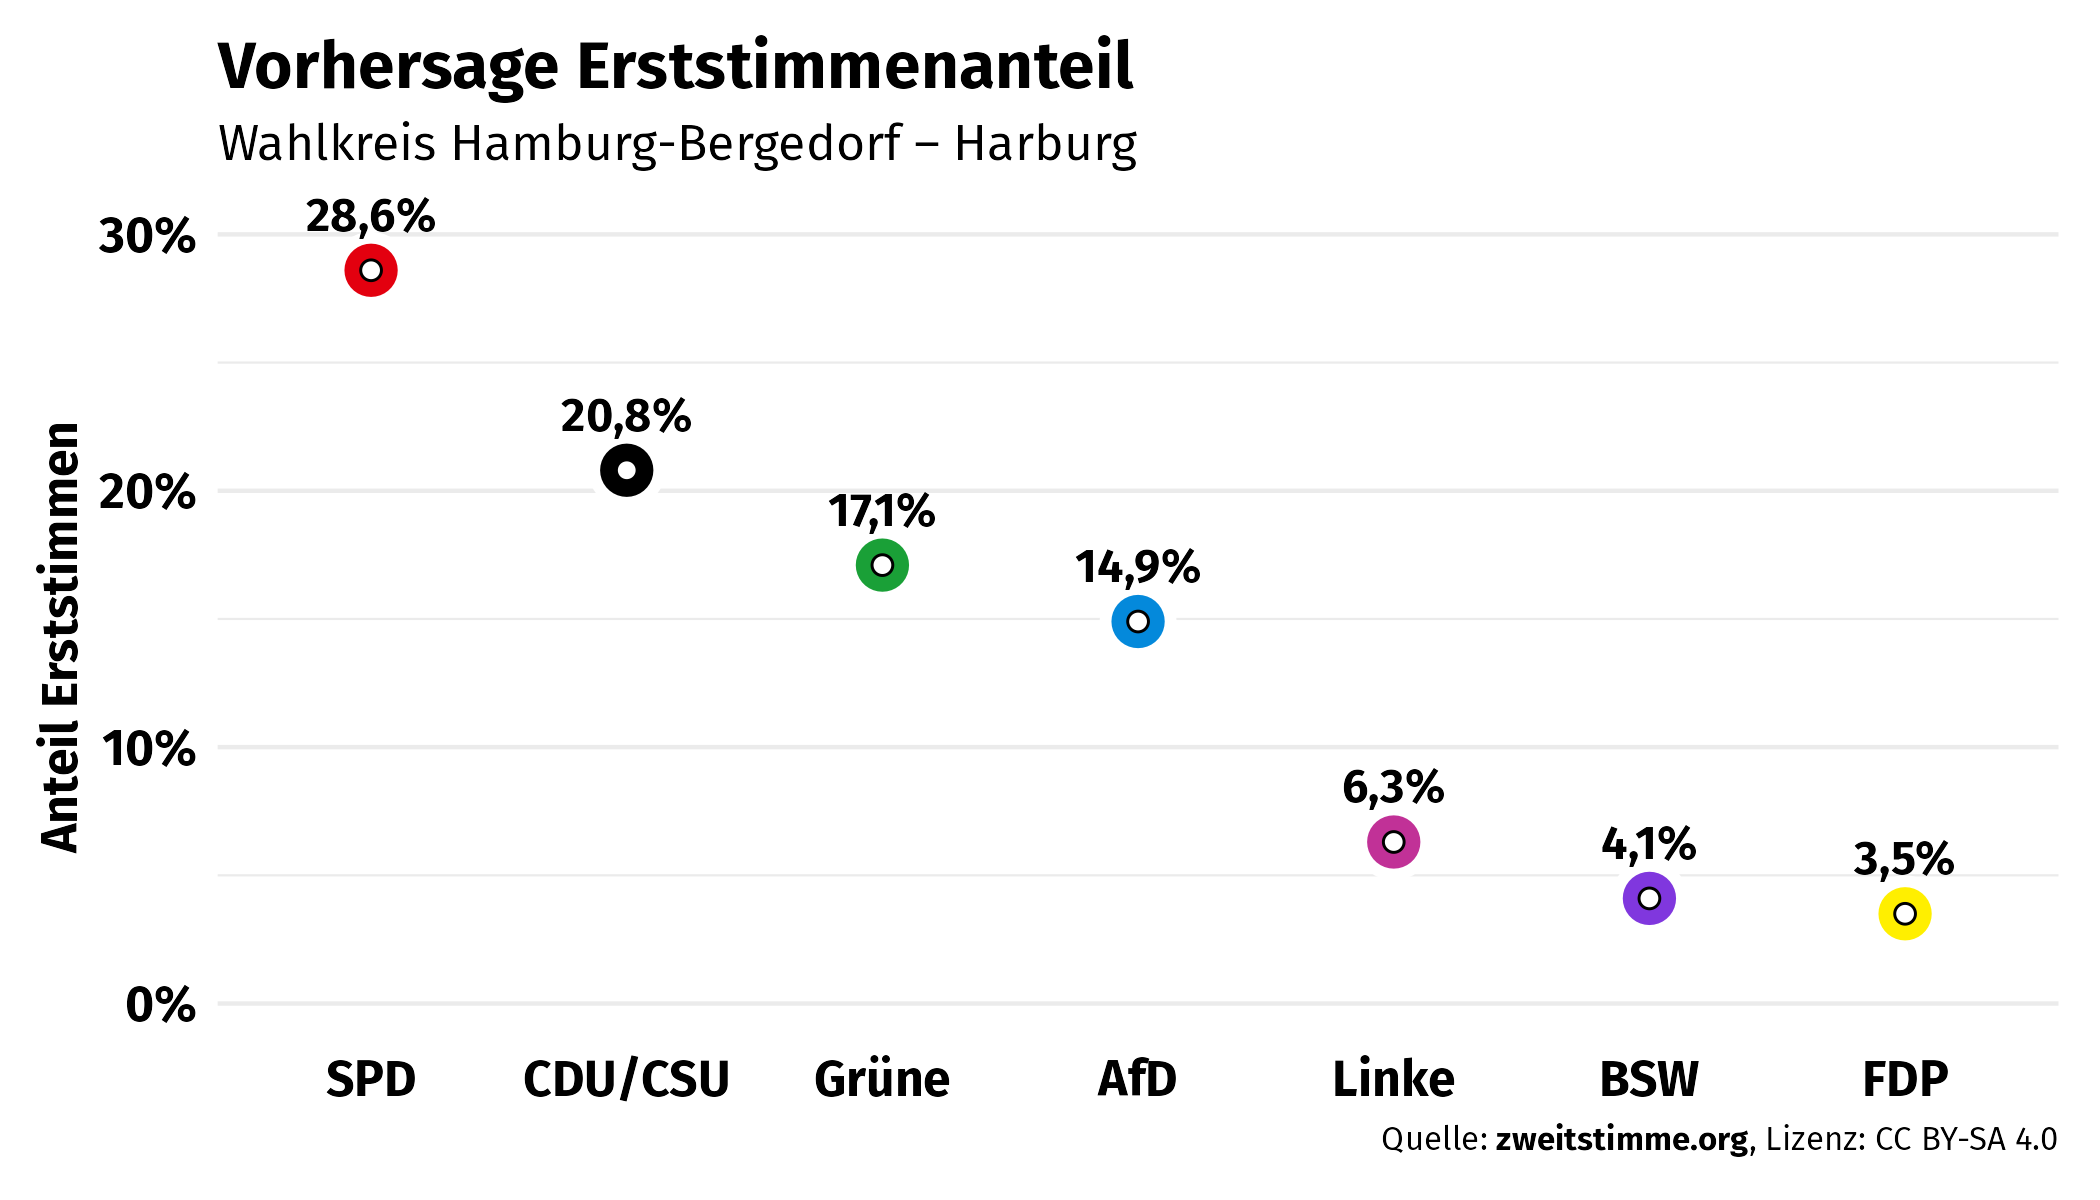 Vorhersage Erststimmenanteil
Wahlkreis Hamburg-Bergedorf – Harburg
Anteil Erststimmen
30%
20%
10%
0%
28,6%
20,8%
17,1%
14,9%
6,3%
4,1%
3,5%
SPD CDU/CSU Grüne AfD Linke BSW FDP
Quelle: zweitstimme.org, Lizenz: CC BY-SA 4.0